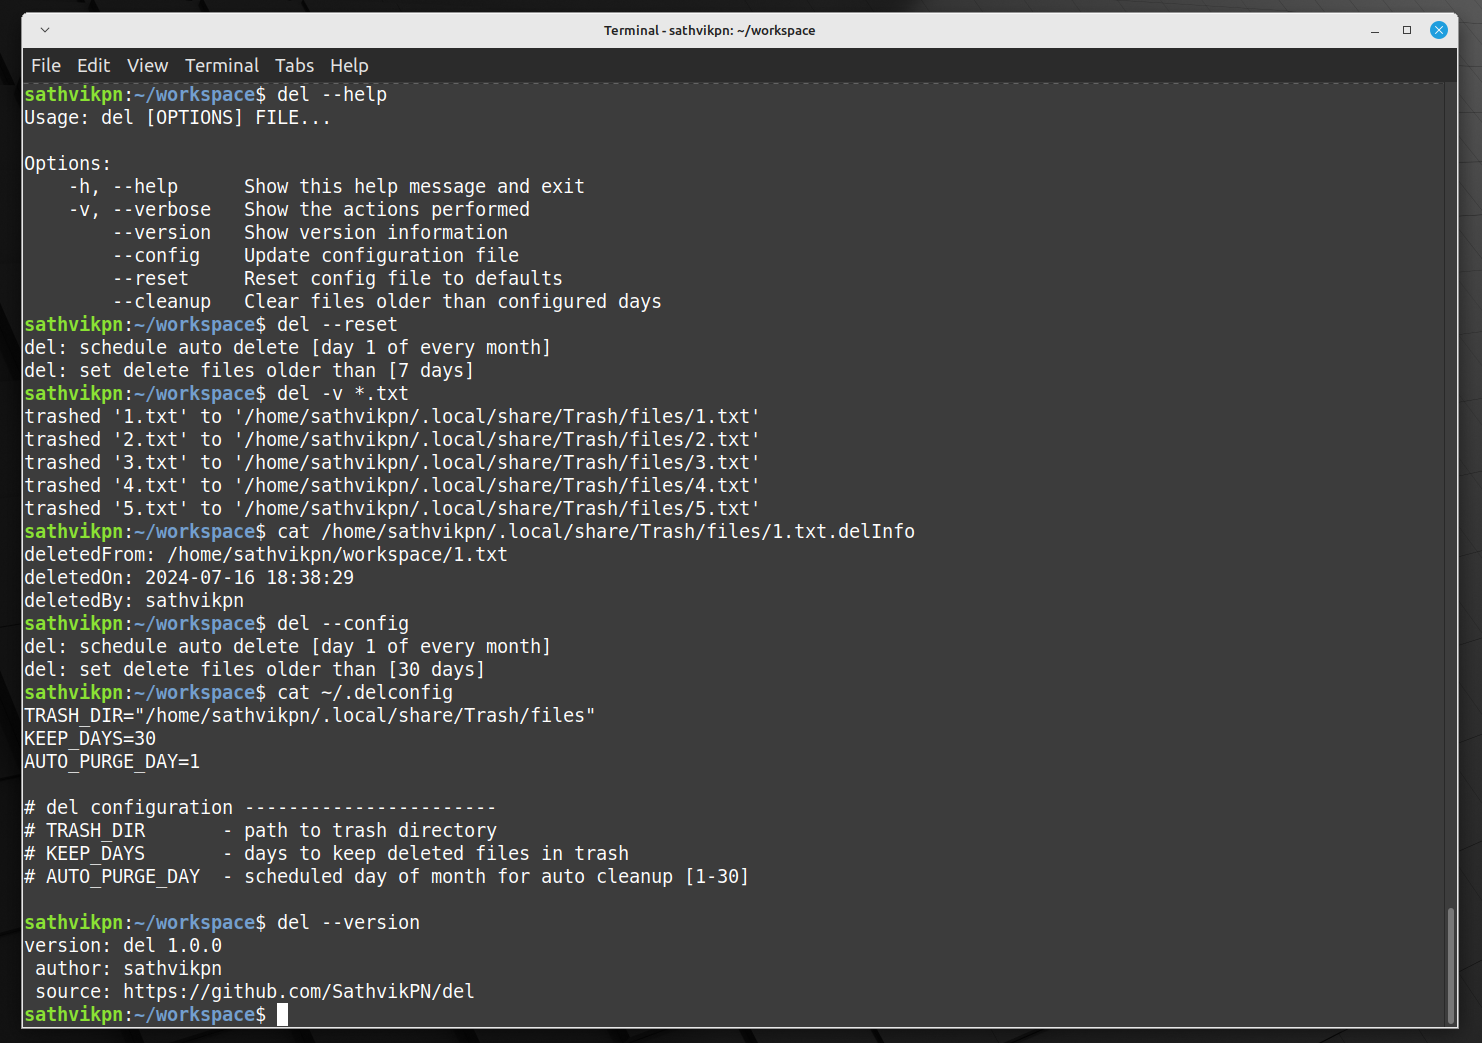 Terminal - sathvikpn: ~/workspace
File Edit View Terminal Tabs Help
sathvikpn:~/workspace$ del --help
Usage: del [OPTIONS] FILE...

Options:
    -h, --help      Show this help message and exit
    -v, --verbose   Show the actions performed
        --version   Show version information
        --config    Update configuration file
        --reset     Reset config file to defaults
        --cleanup   Clear files older than configured days
sathvikpn:~/workspace$ del --reset
del: schedule auto delete [day 1 of every month]
del: set delete files older than [7 days]
sathvikpn:~/workspace$ del -v *.txt
trashed '1.txt' to '/home/sathvikpn/.local/share/Trash/files/1.txt'
trashed '2.txt' to '/home/sathvikpn/.local/share/Trash/files/2.txt'
trashed '3.txt' to '/home/sathvikpn/.local/share/Trash/files/3.txt'
trashed '4.txt' to '/home/sathvikpn/.local/share/Trash/files/4.txt'
trashed '5.txt' to '/home/sathvikpn/.local/share/Trash/files/5.txt'
sathvikpn:~/workspace$ cat /home/sathvikpn/.local/share/Trash/files/1.txt.delInfo
deletedFrom: /home/sathvikpn/workspace/1.txt
deletedOn: 2024-07-16 18:38:29
deletedBy: sathvikpn
sathvikpn:~/workspace$ del --config
del: schedule auto delete [day 1 of every month]
del: set delete files older than [30 days]
sathvikpn:~/workspace$ cat ~/.delconfig
TRASH_DIR="/home/sathvikpn/.local/share/Trash/files"
KEEP_DAYS=30
AUTO_PURGE_DAY=1

# del configuration -----------------------
# TRASH_DIR       - path to trash directory
# KEEP_DAYS       - days to keep deleted files in trash
# AUTO_PURGE_DAY  - scheduled day of month for auto cleanup [1-30]

sathvikpn:~/workspace$ del --version
version: del 1.0.0
 author: sathvikpn
 source: https://github.com/SathvikPN/del
sathvikpn:~/workspace$